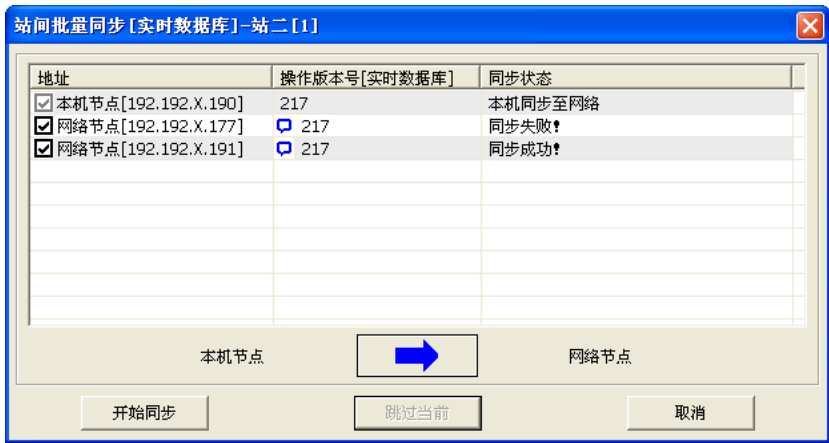 站间批量同步[实时数据库]-站二[1]
地址 操作版本号[实时数据库] 同步状态
本机节点[192.192.X.190] 217 本机同步至网络
网络节点[192.192.X.177] 217 同步失败!
网络节点[192.192.X.191] 217 同步成功!
本机节点 网络节点
开始同步 跳过当前 取消